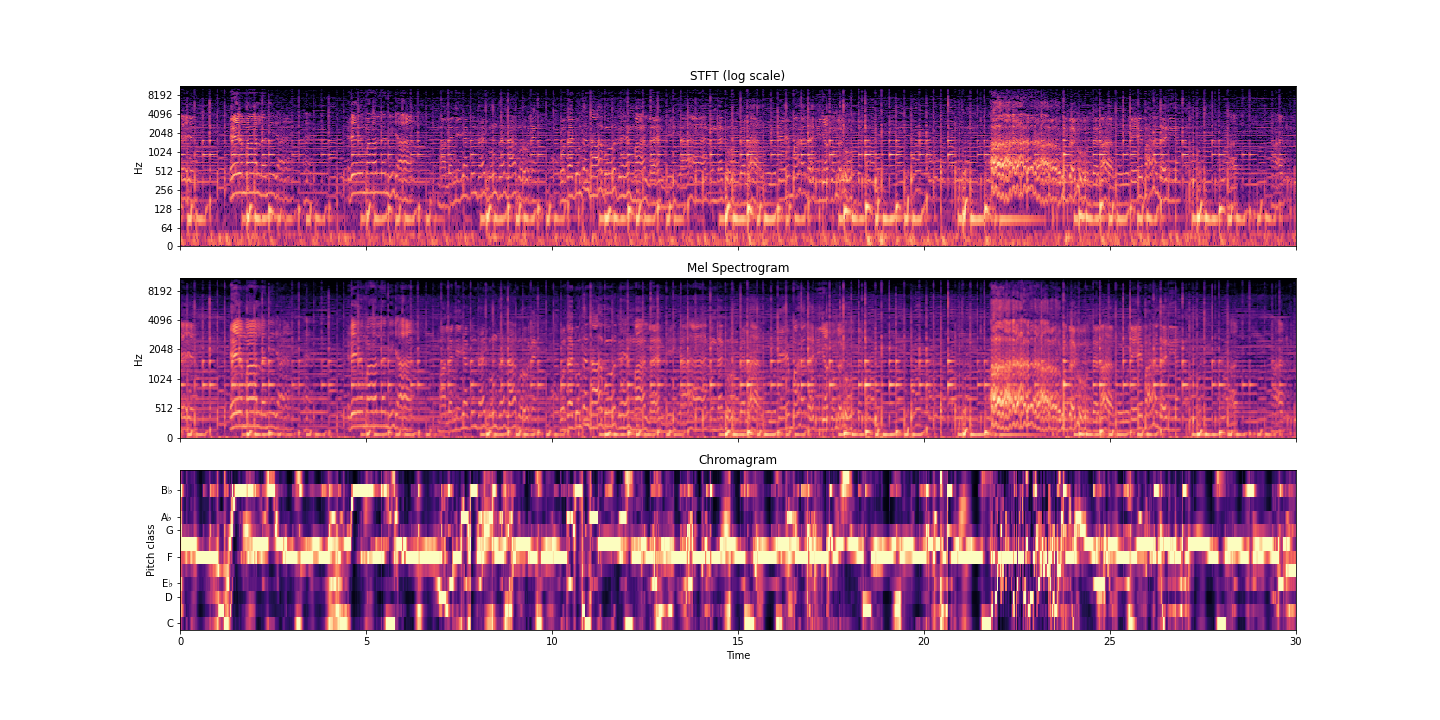 STFT (log scale)
8192
4096
2048
1024
512
256
128
64
0
Hz
Mel Spectrogram
8192
4096
2048
1024
512
0
Hz
Chromagram
B♭
A♭
G
F
E♭
D
C
Pitch class
0 5 10 15 20 25 30
Time